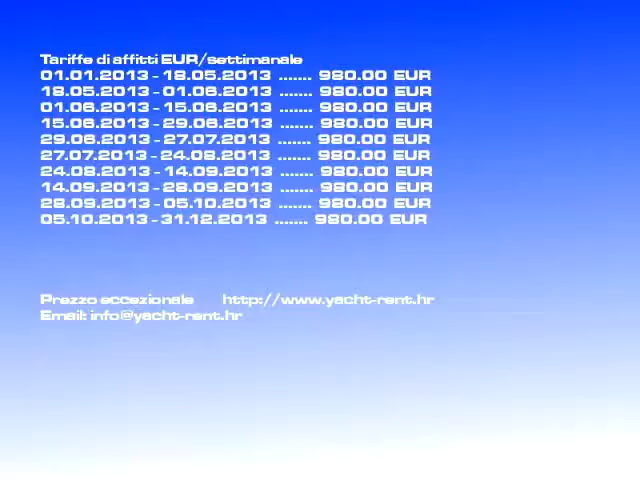 Tariffe di affitti EUR/settimanale
01.01.2013 - 18.05.2013 ....... 980.00 EUR
18.05.2013 - 01.06.2013 ....... 980.00 EUR
01.06.2013 - 15.06.2013 ....... 980.00 EUR
15.06.2013 - 29.06.2013 ....... 980.00 EUR
29.06.2013 - 27.07.2013 ....... 980.00 EUR
27.07.2013 - 24.08.2013 ....... 980.00 EUR
24.08.2013 - 14.09.2013 ....... 980.00 EUR
14.09.2013 - 28.09.2013 ....... 980.00 EUR
28.09.2013 - 05.10.2013 ....... 980.00 EUR
05.10.2013 - 31.12.2013 ....... 980.00 EUR
Prezzo eccezionale http://www.yacht-rent.hr
Email: info@yacht-rent.hr